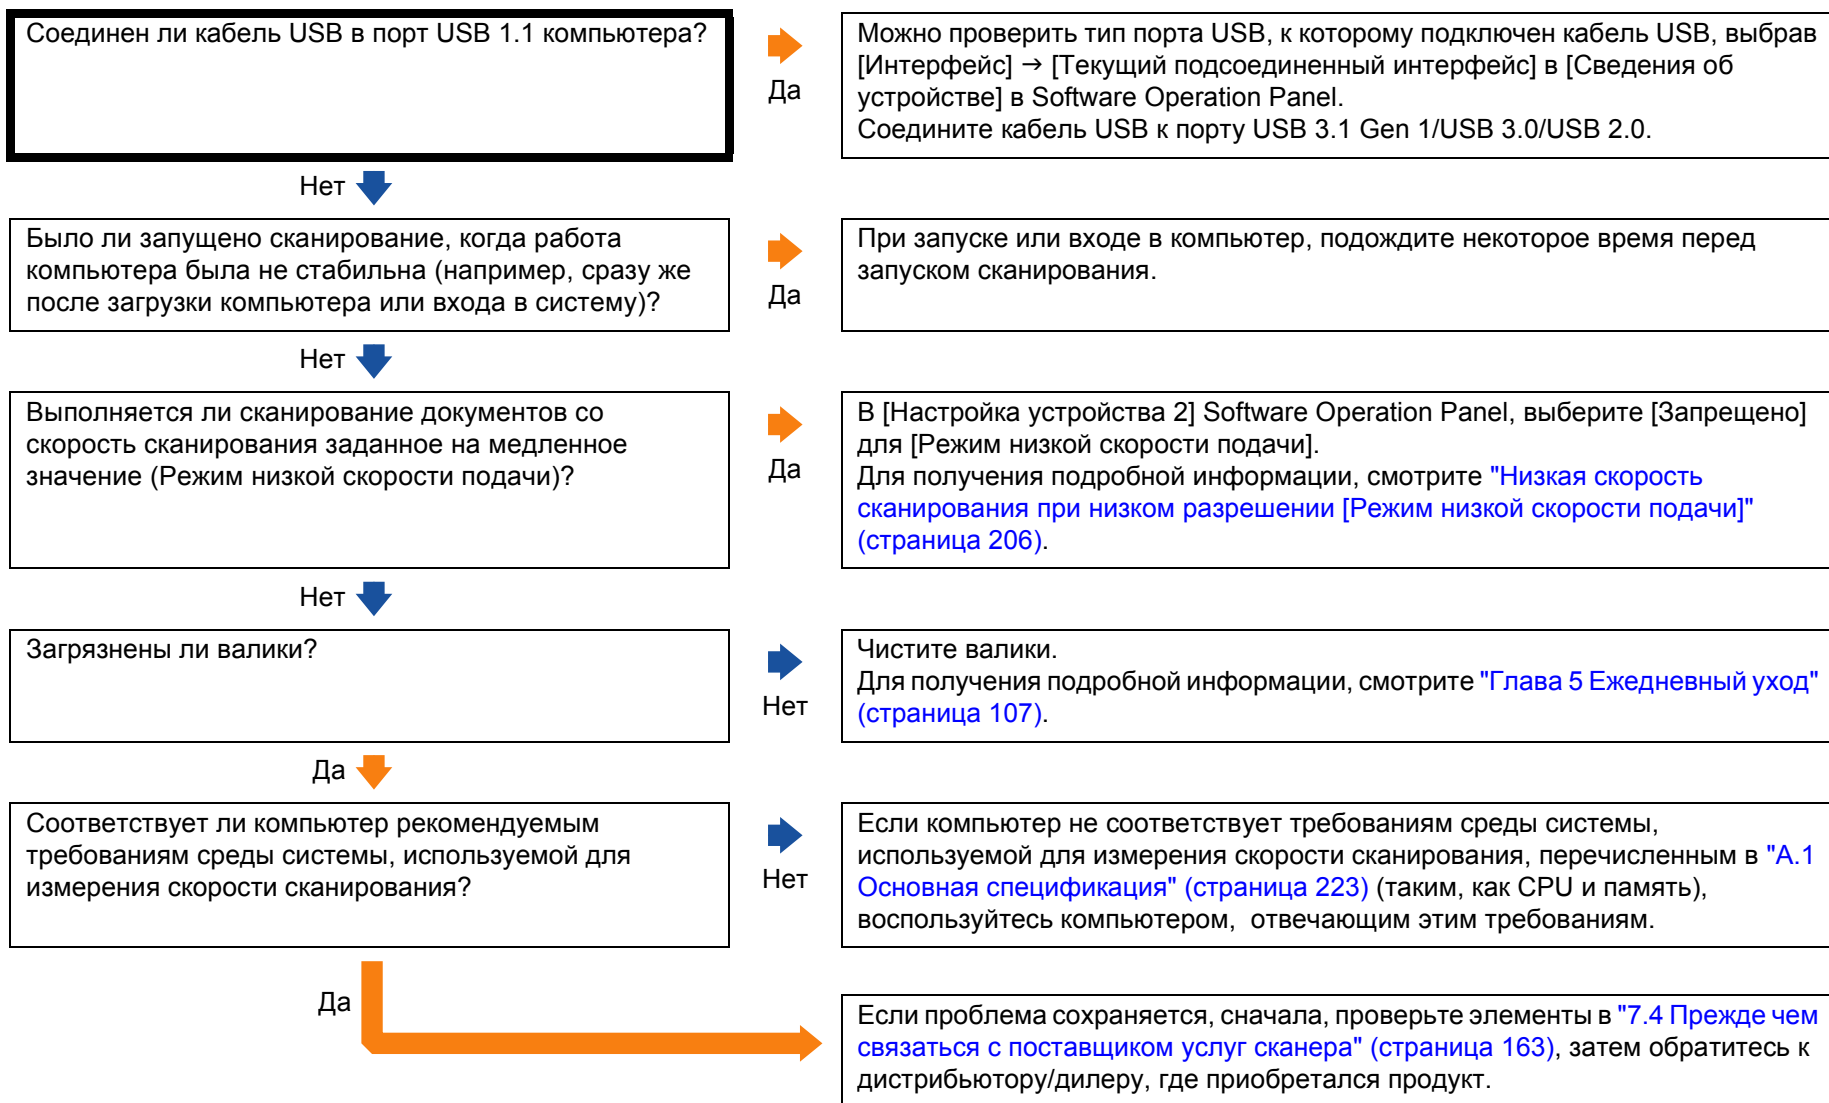 Соединен ли кабель USB в порт USB 1.1 компьютера?
Да
Можно проверить тип порта USB, к которому подключен кабель USB, выбрав
[Интерфейс] → [Текущий подсоединенный интерфейс] в [Сведения об
устройстве] в Software Operation Panel.
Соедините кабель USB к порту USB 3.1 Gen 1/USB 3.0/USB 2.0.
Нет
Было ли запущено сканирование, когда работа
компьютера была не стабильна (например, сразу же
после загрузки компьютера или входа в систему)?
Да
При запуске или входе в компьютер, подождите некоторое время перед
запуском сканирования.
Нет
Выполняется ли сканирование документов со
скорость сканирования заданное на медленное
значение (Режим низкой скорости подачи)?
Да
В [Настройка устройства 2] Software Operation Panel, выберите [Запрещено]
для [Режим низкой скорости подачи].
Для получения подробной информации, смотрите "Низкая скорость
сканирования при низком разрешении [Режим низкой скорости подачи]"
(страница 206).
Нет
Загрязнены ли валики?
Нет
Чистите валики.
Для получения подробной информации, смотрите "Глава 5 Ежедневный уход"
(страница 107).
Да
Соответствует ли компьютер рекомендуемым
требованиям среды системы, используемой для
измерения скорости сканирования?
Нет
Если компьютер не соответствует требованиям среды системы,
используемой для измерения скорости сканирования, перечисленным в "A.1
Основная спецификация" (страница 223) (таким, как CPU и память),
воспользуйтесь компьютером,  отвечающим этим требованиям.
Да
Если проблема сохраняется, сначала, проверьте элементы в "7.4 Прежде чем
связаться с поставщиком услуг сканера" (страница 163), затем обратитесь к
дистрибьютору/дилеру, где приобретался продукт.